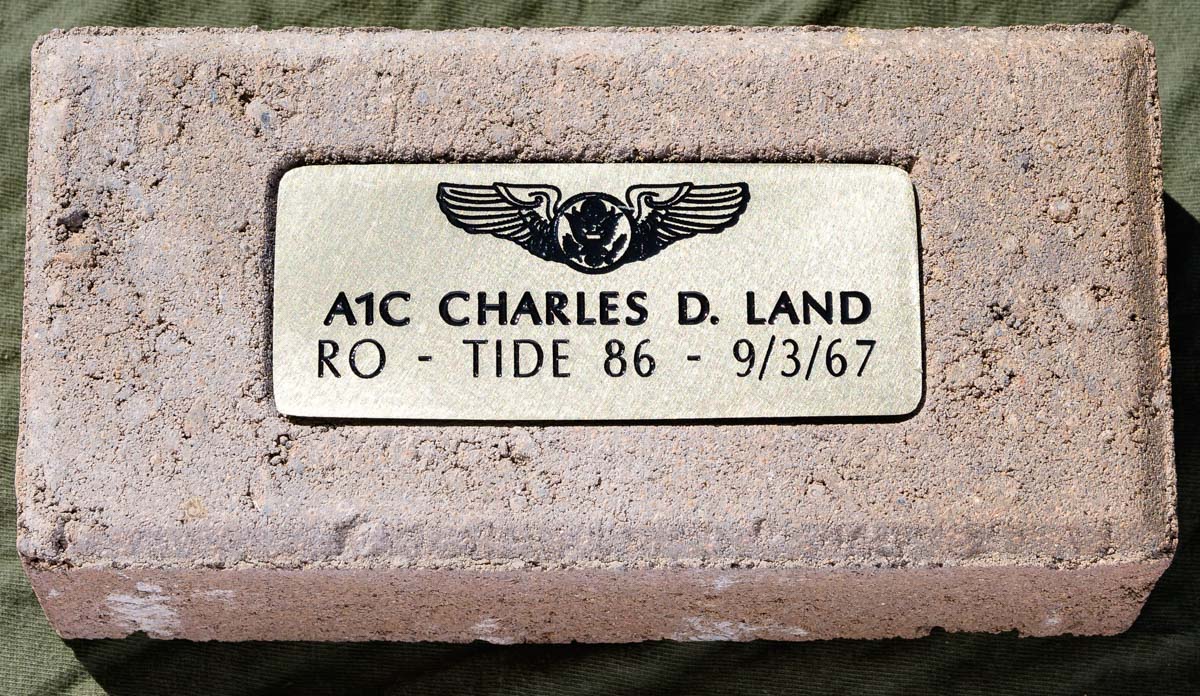 A1C CHARLES D. LAND
RO - TIDE 86 - 9/3/67